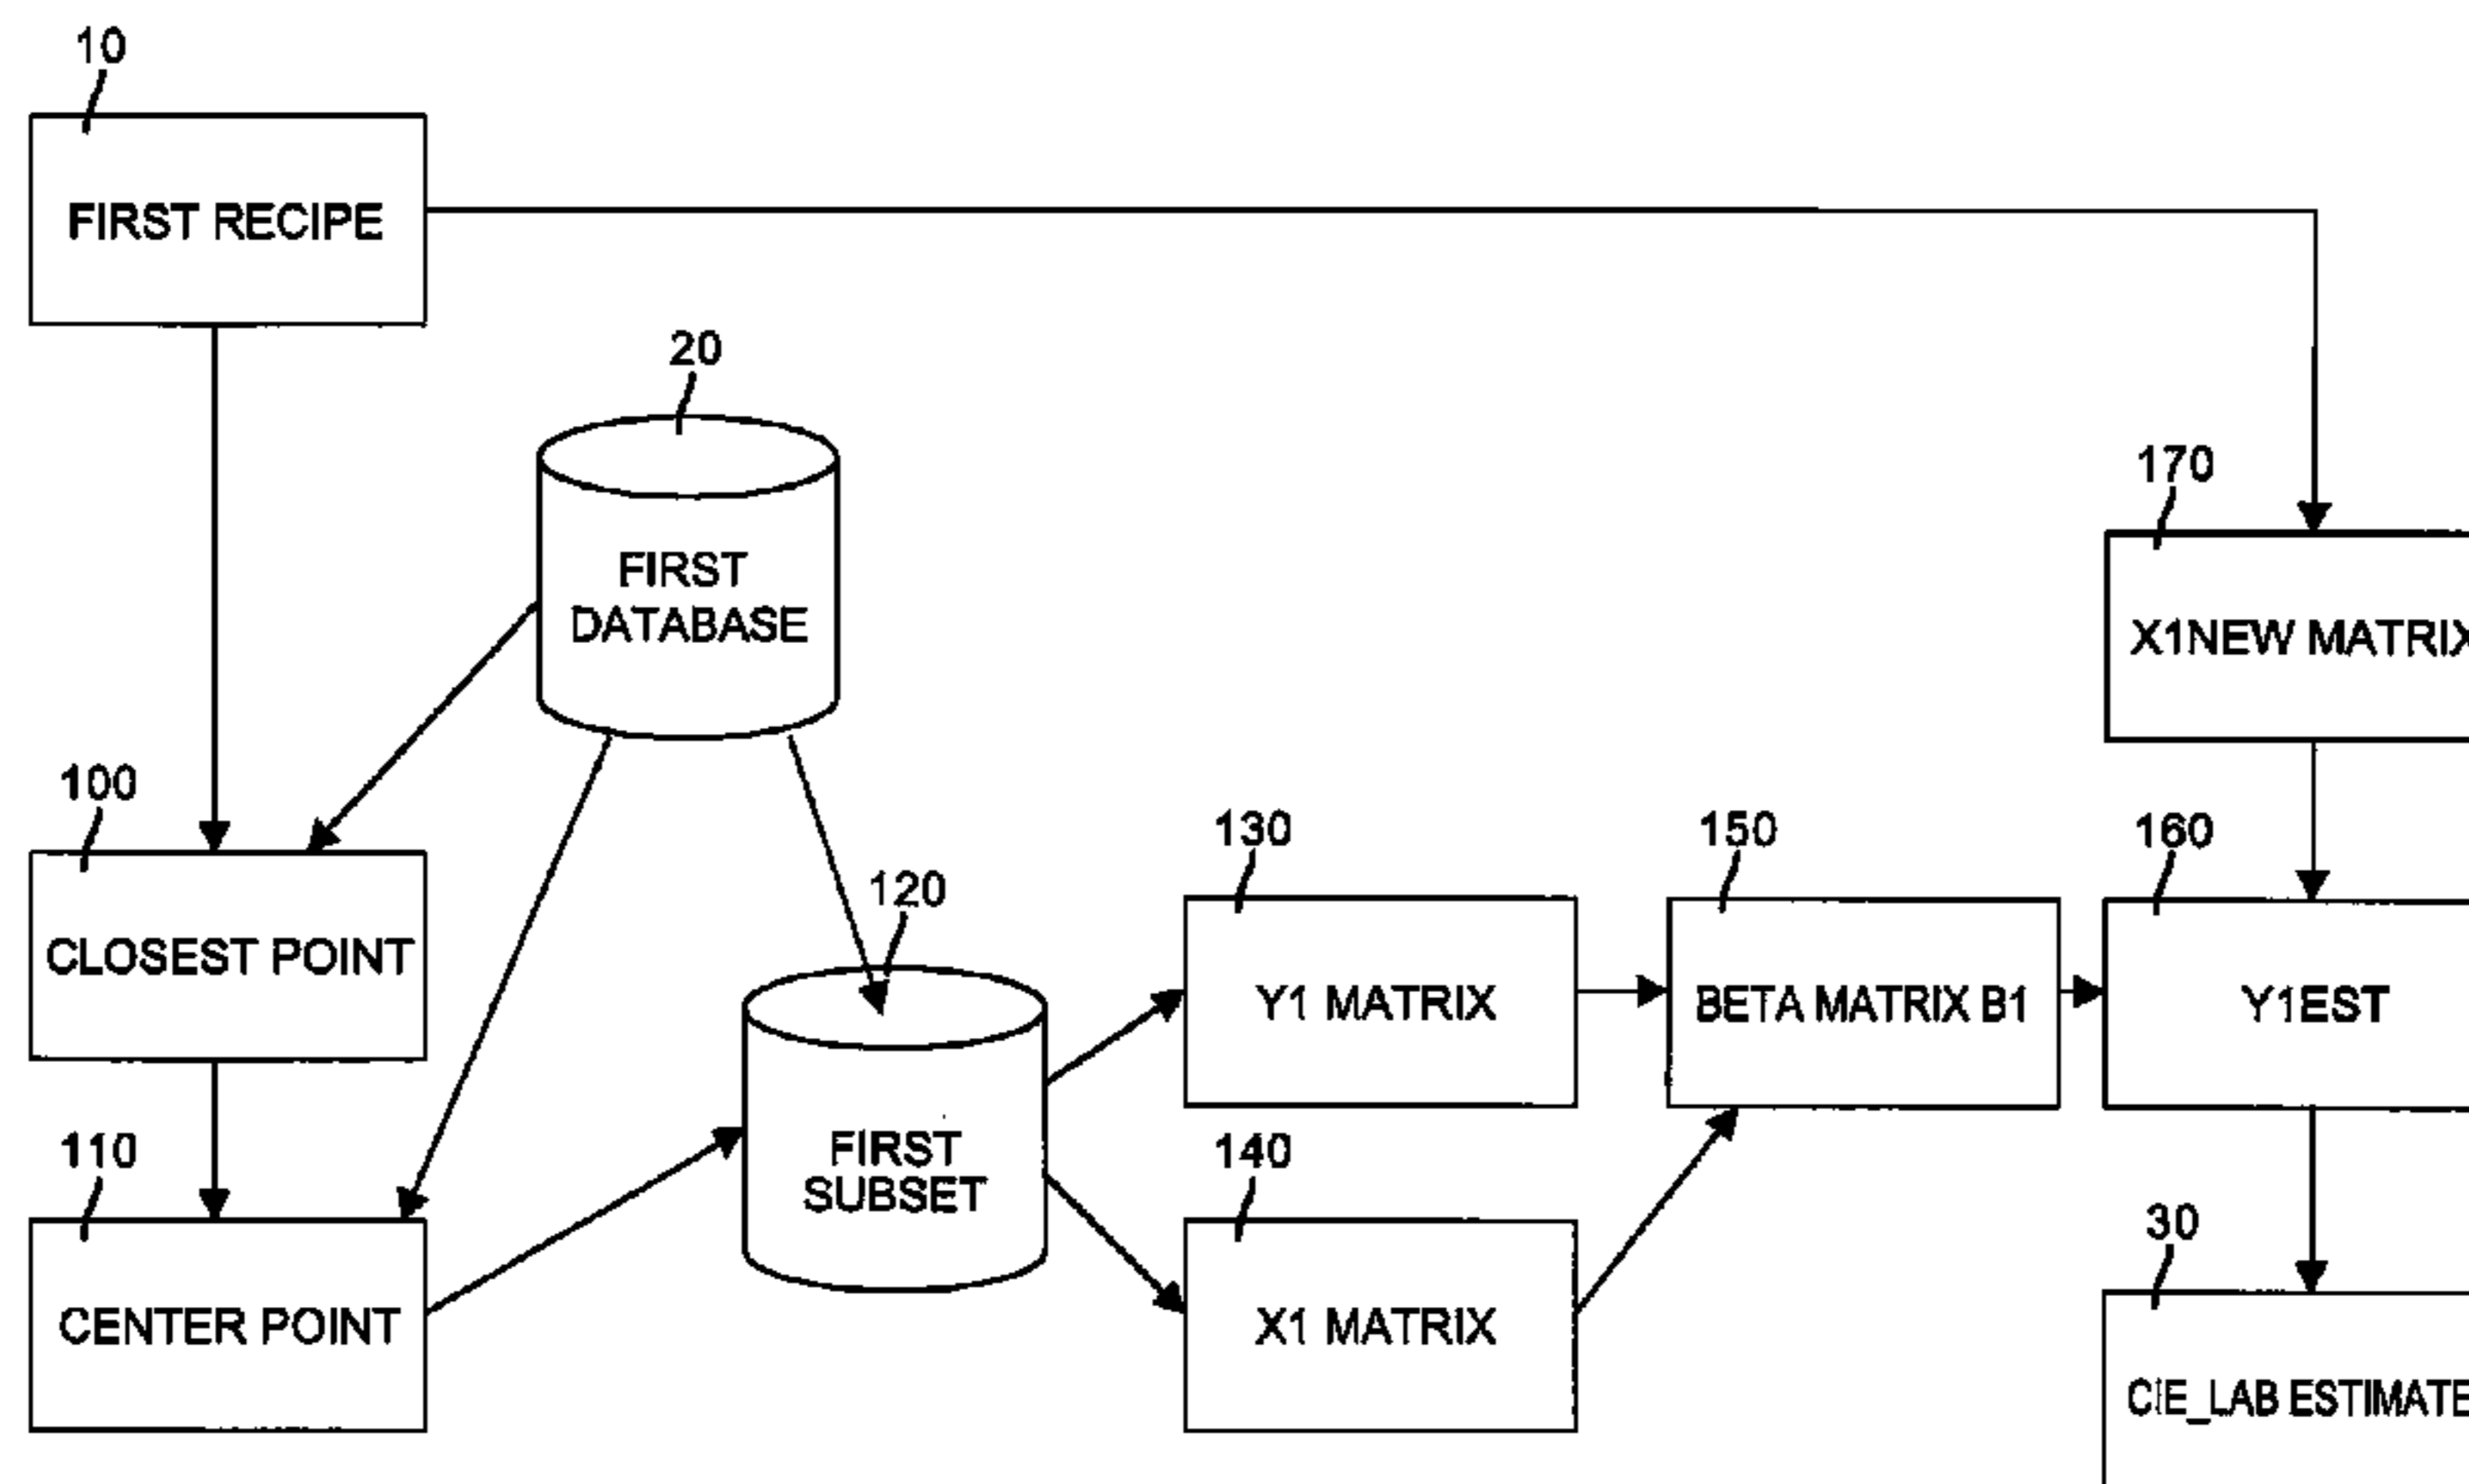 10
FIRST RECIPE
20
FIRST
DATABASE
170
X1NEW MATRIX
100
CLOSEST POINT
120
FIRST
SUBSET
130
Y1 MATRIX
150
BETA MATRIX B1
160
Y1EST
110
CENTER POINT
140
X1 MATRIX
30
CIE_LAB ESTIMATE